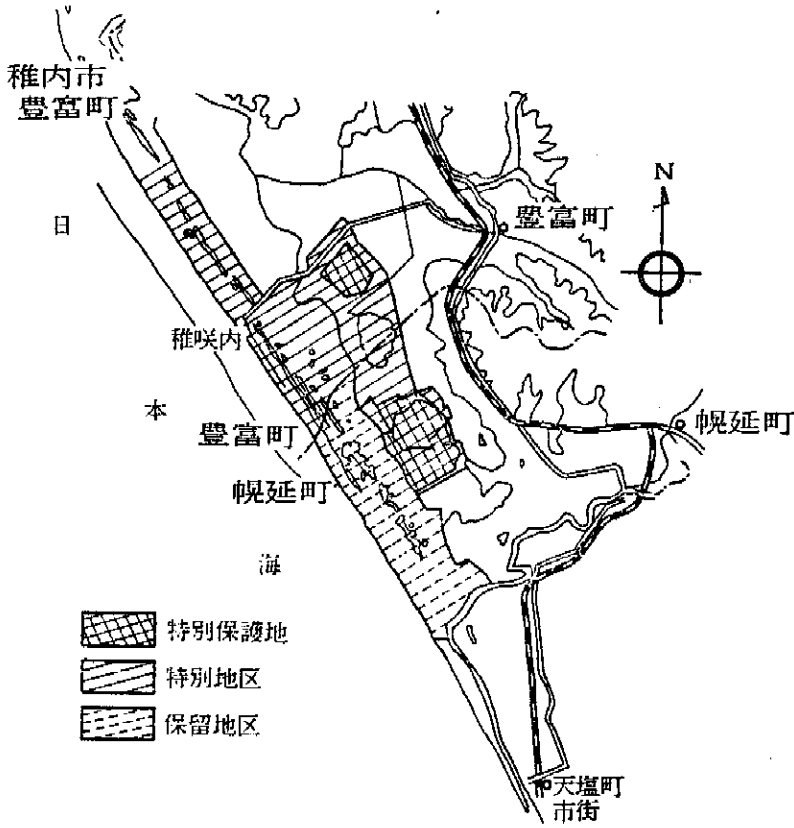 稚内市
豊富町
N
豊富町
日
稚咲内
本
豊富町
幌延町
幌延町
海
特別保護地
特別地区
保留地区
天塩町
市街